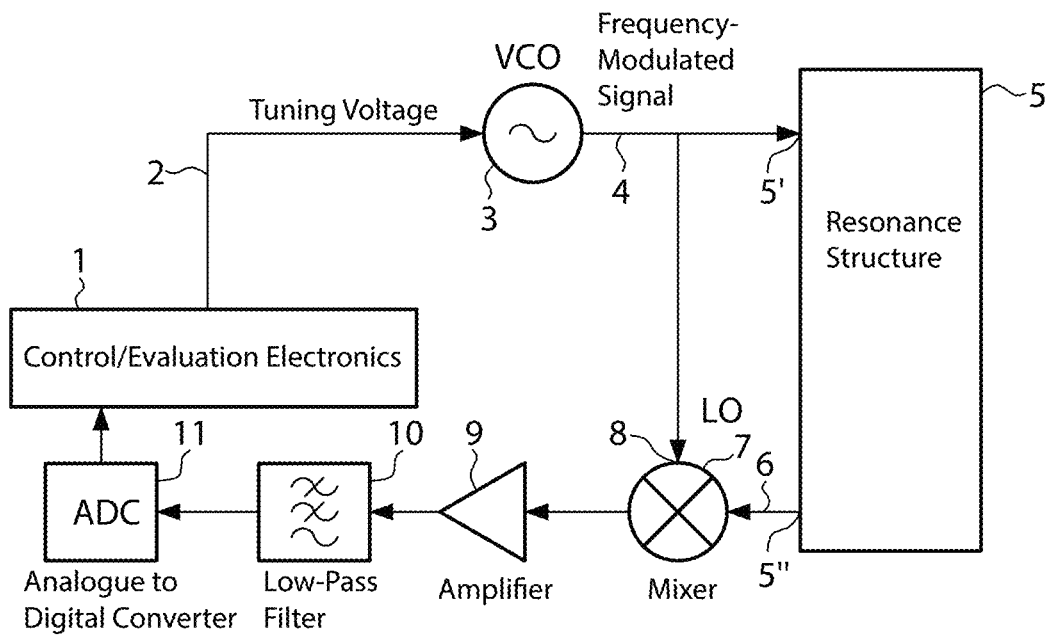 VCO
Frequency-
Modulated
Signal
Tuning Voltage
5
2
3
4
5'
Resonance
Structure
1
Control/Evaluation Electronics
LO
11
10
9
8
7
6
ADC
5"
Analogue to
Digital Converter
Low-Pass
Filter
Amplifier
Mixer